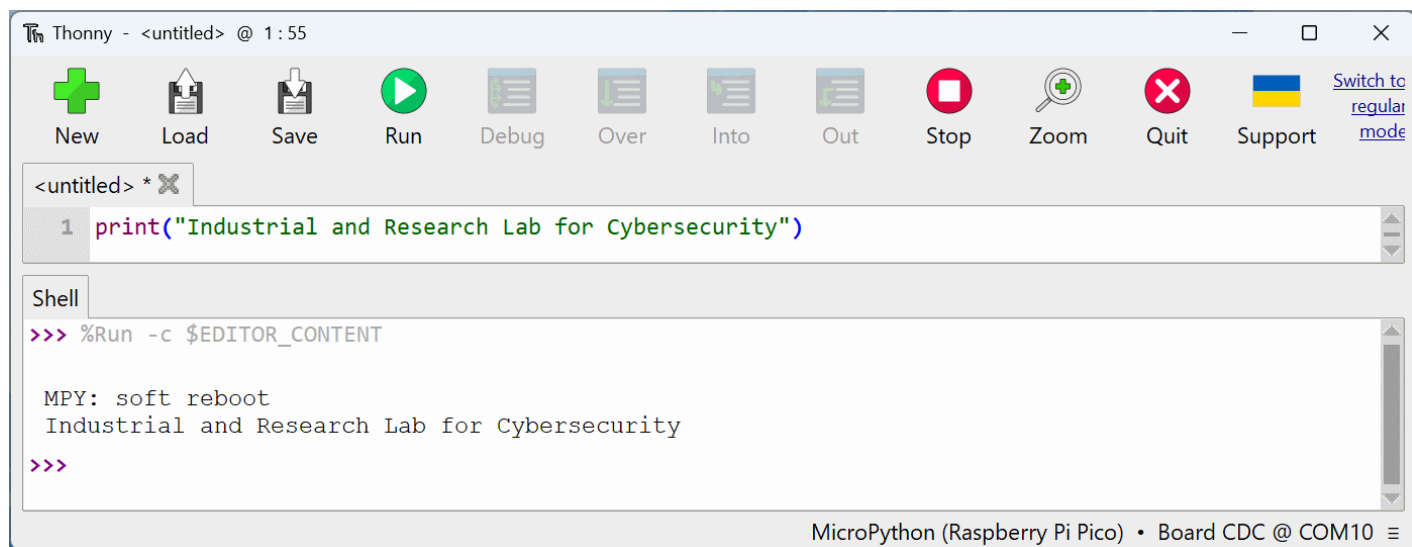 Thonny - <untitled> @ 1 : 55
New Load Save Run Debug Over Into Out Stop Zoom Quit Support
Switch to
regular
mode
<untitled> *
1 print("Industrial and Research Lab for Cybersecurity")
Shell
>>> %Run -c $EDITOR_CONTENT
MPY: soft reboot
Industrial and Research Lab for Cybersecurity
>>>
MicroPython (Raspberry Pi Pico) • Board CDC @ COM10 ≡